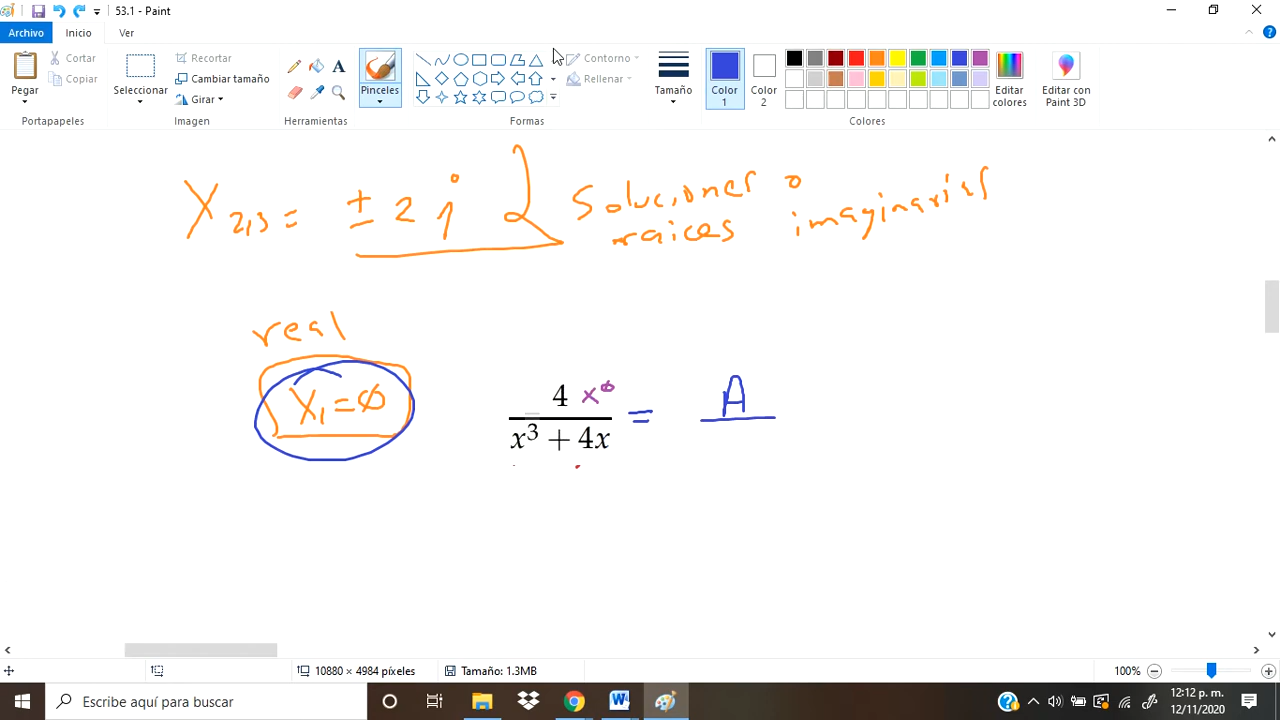 53.1 - Paint
Archivo Inicio Ver
Pegar Cortar Copiar Portapapeles
Seleccionar Recortar Cambiar tamaño Girar Imagen
A Pinceles Herramientas
Contorno Rellenar Formas
Tamaño
Color 1 Color 2 Editar colores Editar con Paint 3D Colores
X2,3 = ± 2 i Soluciones o
raices imaginarias
real
X1 = ∅
4 x^∅ = A
x³ + 4x
10880 × 4984 píxeles Tamaño: 1.3MB 100%
Escribe aquí para buscar
12:12 p. m.
12/11/2020